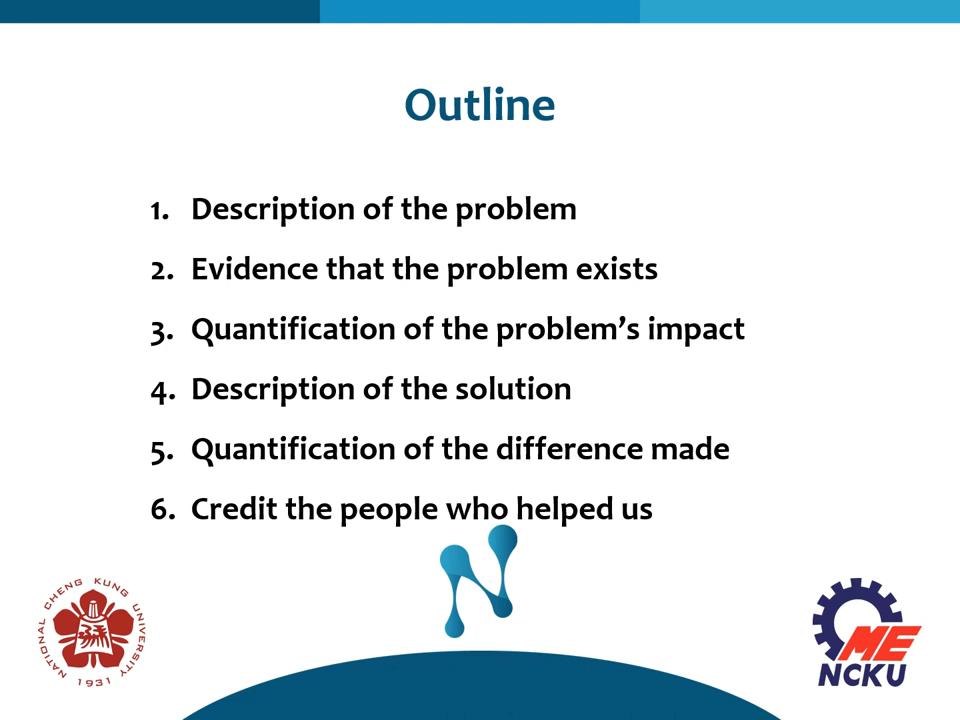 Outline
1. Description of the problem
2. Evidence that the problem exists
3. Quantification of the problem’s impact
4. Description of the solution
5. Quantification of the difference made
6. Credit the people who helped us
NATIONAL CHENG KUNG UNIVERSITY
1931
ME
NCKU